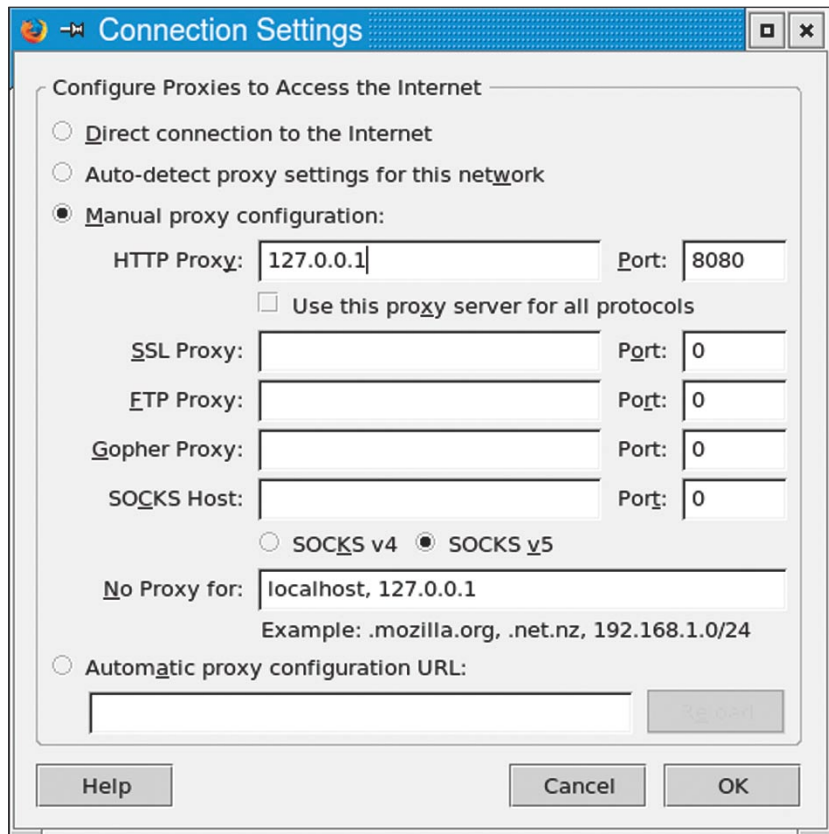 Connection Settings
Configure Proxies to Access the Internet
Direct connection to the Internet
Auto-detect proxy settings for this network
Manual proxy configuration:
HTTP Proxy: 127.0.0.1 Port: 8080
Use this proxy server for all protocols
SSL Proxy: Port: 0
FTP Proxy: Port: 0
Gopher Proxy: Port: 0
SOCKS Host: Port: 0
SOCKS v4 SOCKS v5
No Proxy for: localhost, 127.0.0.1
Example: .mozilla.org, .net.nz, 192.168.1.0/24
Automatic proxy configuration URL:
Reload
Help Cancel OK